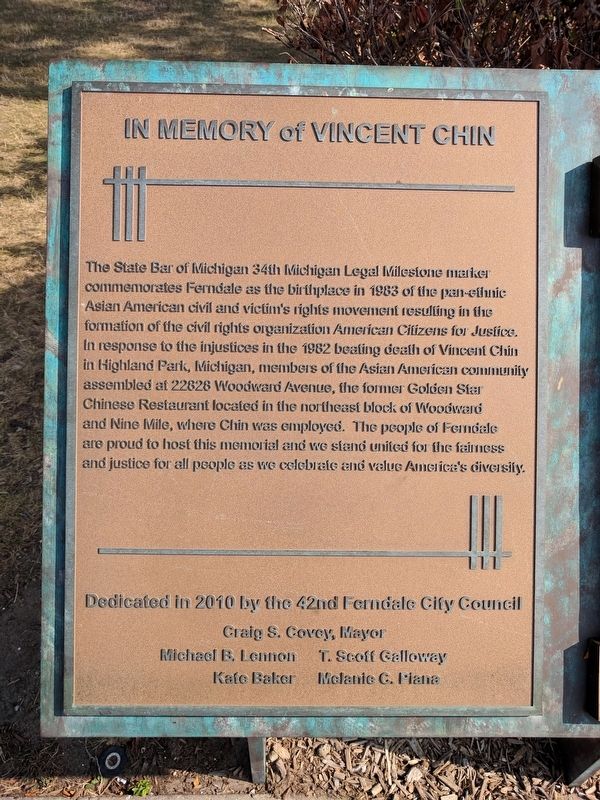 IN MEMORY of VINCENT CHIN
The State Bar of Michigan 34th Michigan Legal Milestone marker
commemorates Ferndale as the birthplace in 1983 of the pan-ethnic
Asian American civil and victim's rights movement resulting in the
formation of the civil rights organization American Citizens for Justice.
In response to the injustices in the 1982 beating death of Vincent Chin
in Highland Park, Michigan, members of the Asian American community
assembled at 22828 Woodward Avenue, the former Golden Star
Chinese Restaurant located in the northeast block of Woodward
and Nine Mile, where Chin was employed. The people of Ferndale
are proud to host this memorial and we stand united for the fairness
and justice for all people as we celebrate and value America's diversity.
Dedicated in 2010 by the 42nd Ferndale City Council
Craig S. Covey, Mayor
Michael B. Lennon T. Scott Galloway
Kate Baker Melanie C. Piana